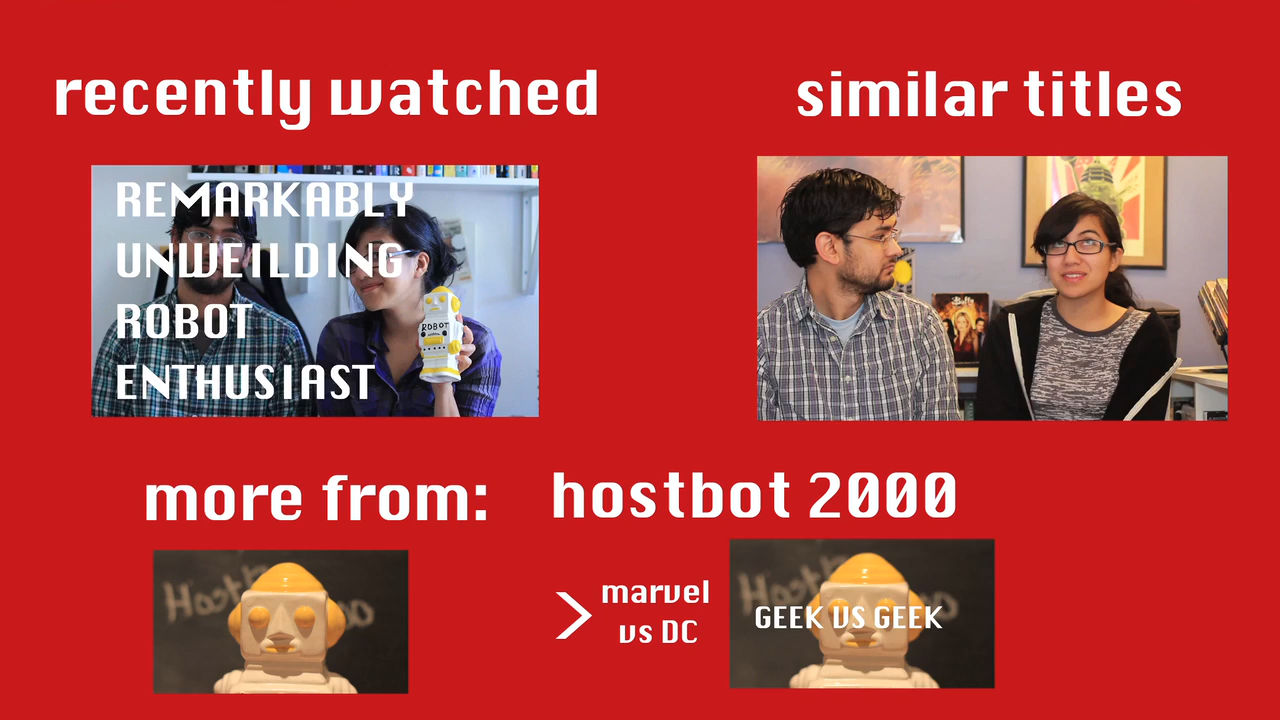 recently watched
similar titles
REMARKABLY
UNWEILDING
ROBOT
ENTHUSIAST
ROBOT
Buffy
more from:
hostbot 2000
marvel
vs DC
GEEK VS GEEK